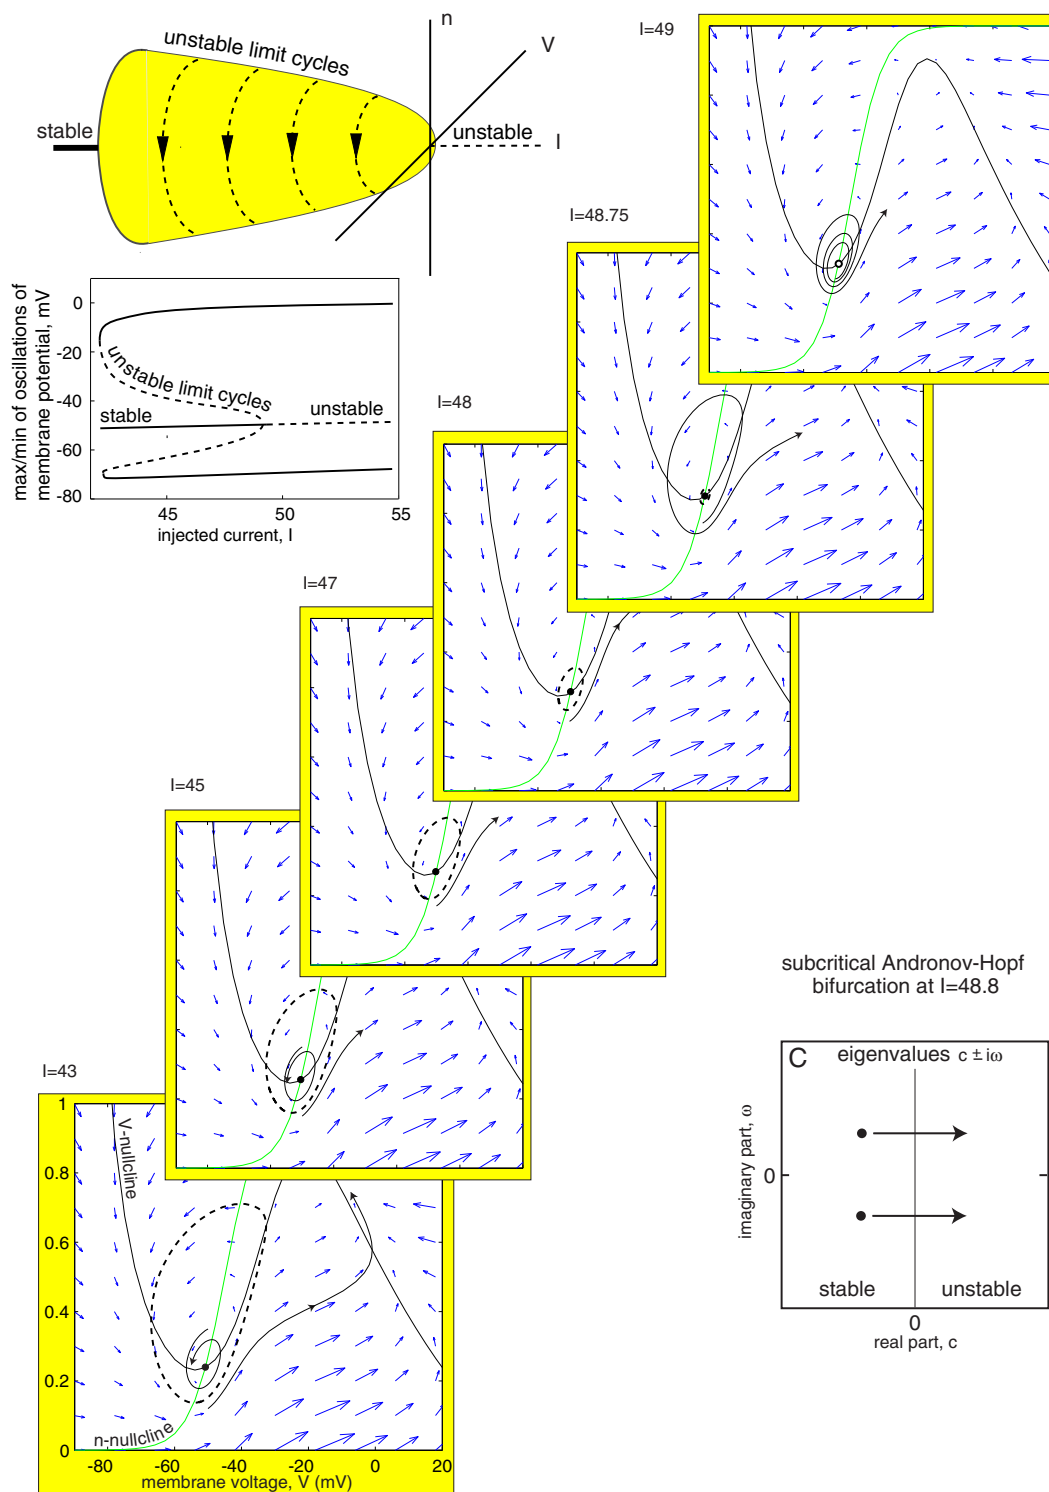 n
V
I
unstable limit cycles
stable
unstable
max/min of oscillations of
membrane potential, mV
0
-20
-40
-60
-80
unstable limit cycles
stable
unstable
45
50
55
injected current, I
I=49
I=48.75
I=48
I=47
I=45
I=43
1
0.8
0.6
0.4
0.2
0
V-nullcline
n-nullcline
-80
-60
-40
-20
0
20
membrane voltage, V (mV)
subcritical Andronov-Hopf
bifurcation at I=48.8
C
eigenvalues c ± iω
imaginary part, ω
0
stable
unstable
0
real part, c